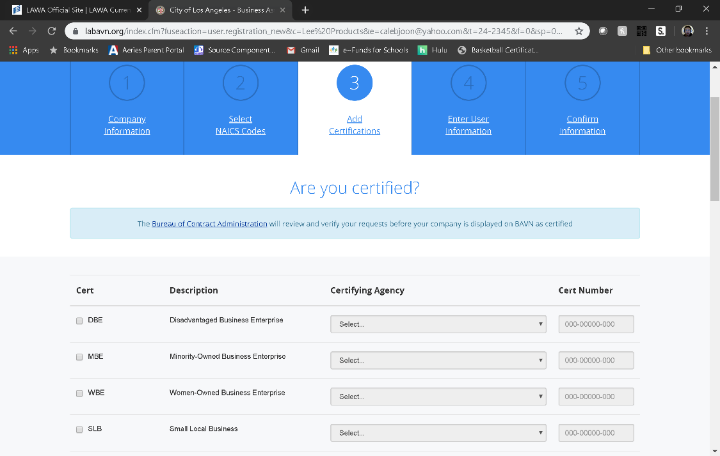 LAWA Official Site | LAWA Curren
City of Los Angeles - Business As
labavn.org/index.cfm?fuseaction=user.registration_new&c=Lee%20Products&e=calebjoon@yahoo.com&t=24-2345&f=0&sp=0...
Apps Bookmarks Aeries Parent Portal Source Component... Gmail e~Funds for Schools Hulu Basketball Certificat... Other bookmarks
1 2 3 4 5
Company Select Add Enter User Confirm
Information NAICS Codes Certifications Information Information
Are you certified?
The Bureau of Contract Administration will review and verify your requests before your company is displayed on BAVN as certified
Cert Description Certifying Agency Cert Number
DBE Disadvantaged Business Enterprise Select... 000-00000-000
MBE Minority-Owned Business Enterprise Select... 000-00000-000
WBE Women-Owned Business Enterprise Select... 000-00000-000
SLB Small Local Business Select... 000-00000-000